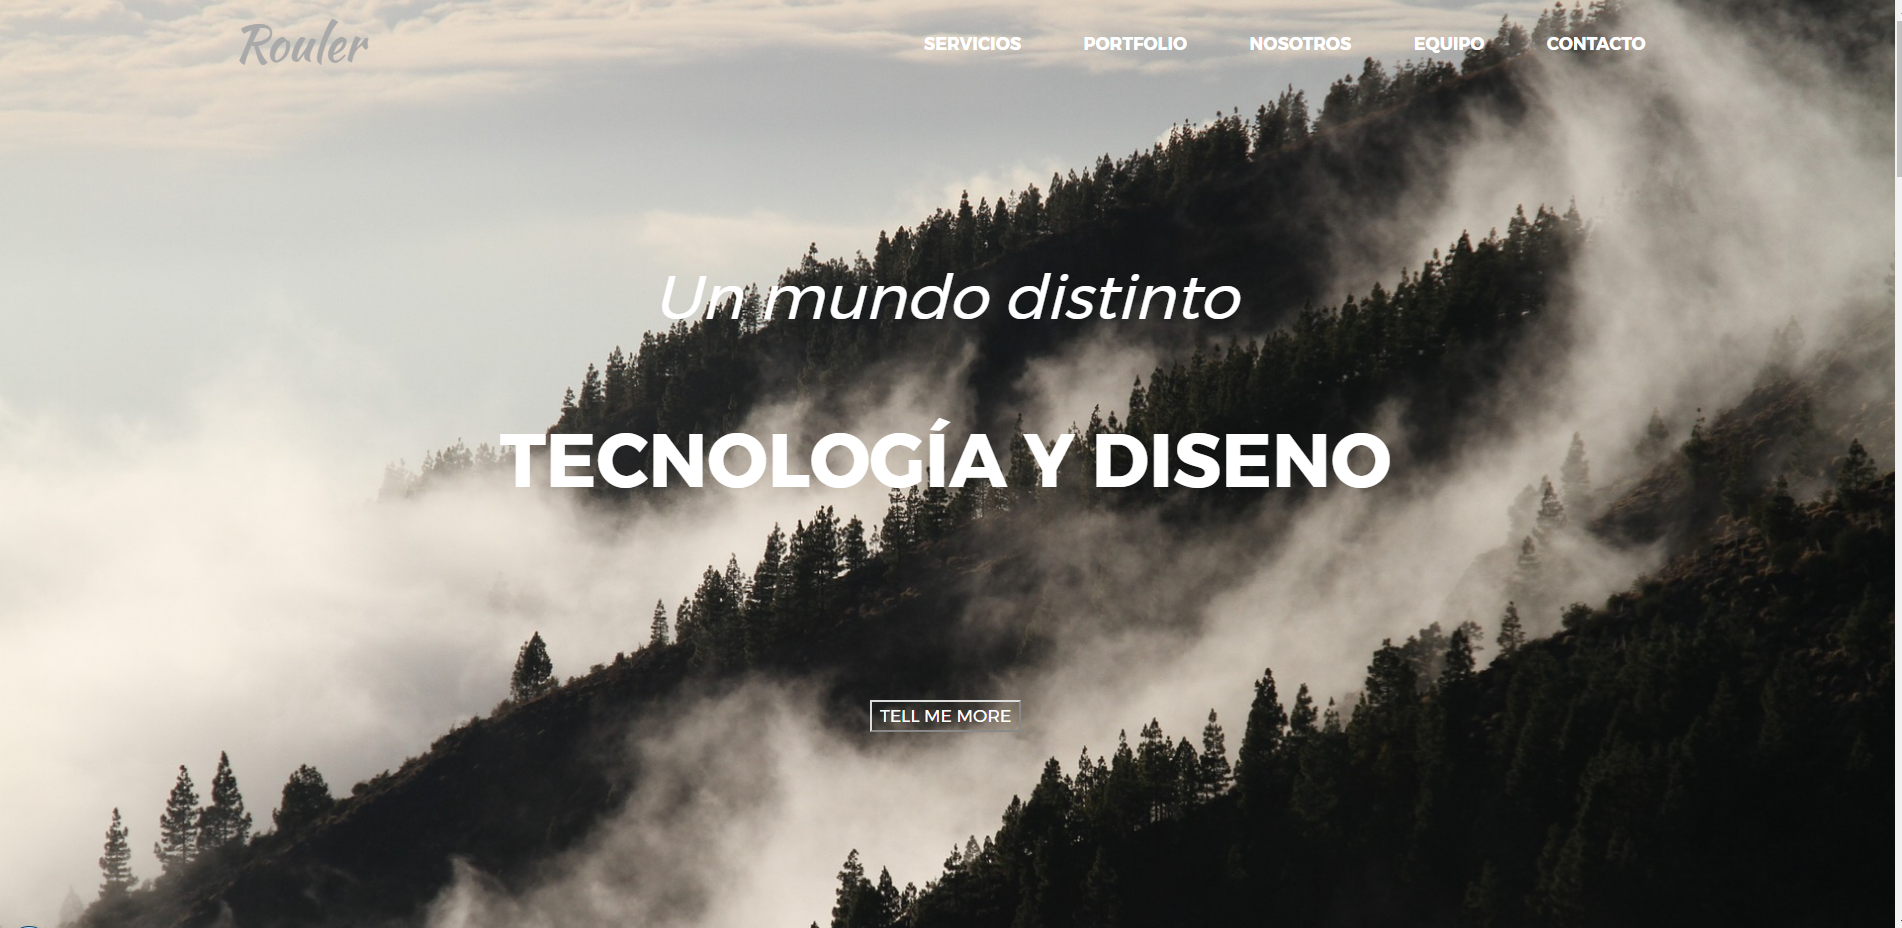 Rouler
SERVICIOS PORTFOLIO NOSOTROS EQUIPO CONTACTO
Un mundo distinto
TECNOLOGÍA Y DISENO
TELL ME MORE